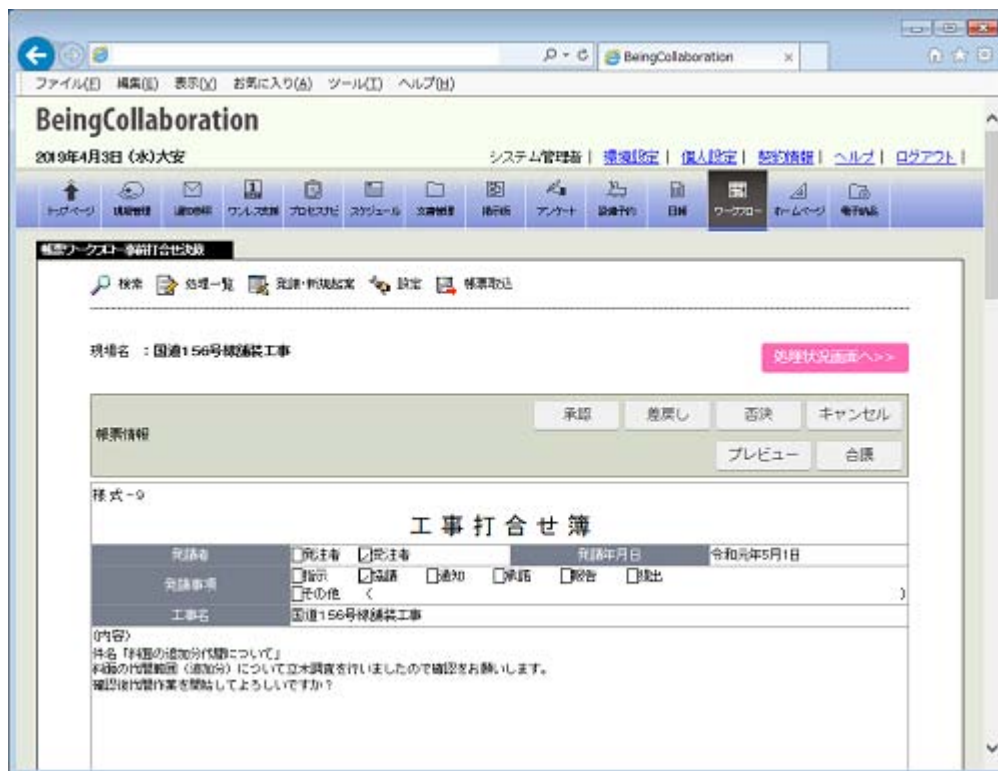 BeingCollaboration
ファイル(F) 編集(E) 表示(V) お気に入り(A) ツール(T) ヘルプ(H)
BeingCollaboration
2019年4月3日 (水)大安
システム管理者 | 環境設定 | 個人設定 | 契約情報 | ヘルプ | ログアウト |
トップページ 現場管理 ワンレス依頼 プロセスナビ スケジュール 文書管理 掲示板 アンケート 設備予約 日報 ワークフロー ホームページ 電子納品
帳票ワークフロー事前打合せ決裁
検索 処理一覧 発議・新規起案 設定 帳票取込
現場名 : 国道156号線舗装工事
処理状況画面へ>>
帳票情報
承認 差戻し 否決 キャンセル
プレビュー 合議
様式-9
工事打合せ簿
発議者 発注者 受注者 発議年月日 令和元年5月1日
発議事項 指示 協議 通知 承諾 報告 提出
その他 ( )
工事名 国道156号線舗装工事
(内容)
件名「斜面の追加分代間について」
斜面の代間範囲(追加分)について立木調査を行いましたので確認をお願いします。
確認後代間作業を開始してよろしいですか?